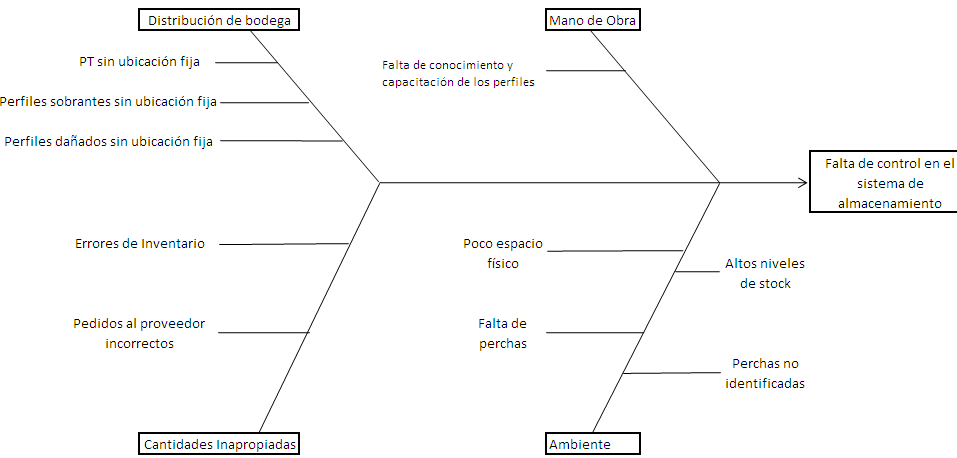 Distribución de bodega
Mano de Obra
PT sin ubicación fija
Falta de conocimiento y
capacitación de los perfiles
Perfiles sobrantes sin ubicación fija
Perfiles dañados sin ubicación fija
Falta de control en el
sistema de
almacenamiento
Errores de Inventario
Poco espacio
físico
Altos niveles
de stock
Pedidos al proveedor
incorrectos
Falta de
perchas
Perchas no
identificadas
Cantidades Inapropiadas
Ambiente